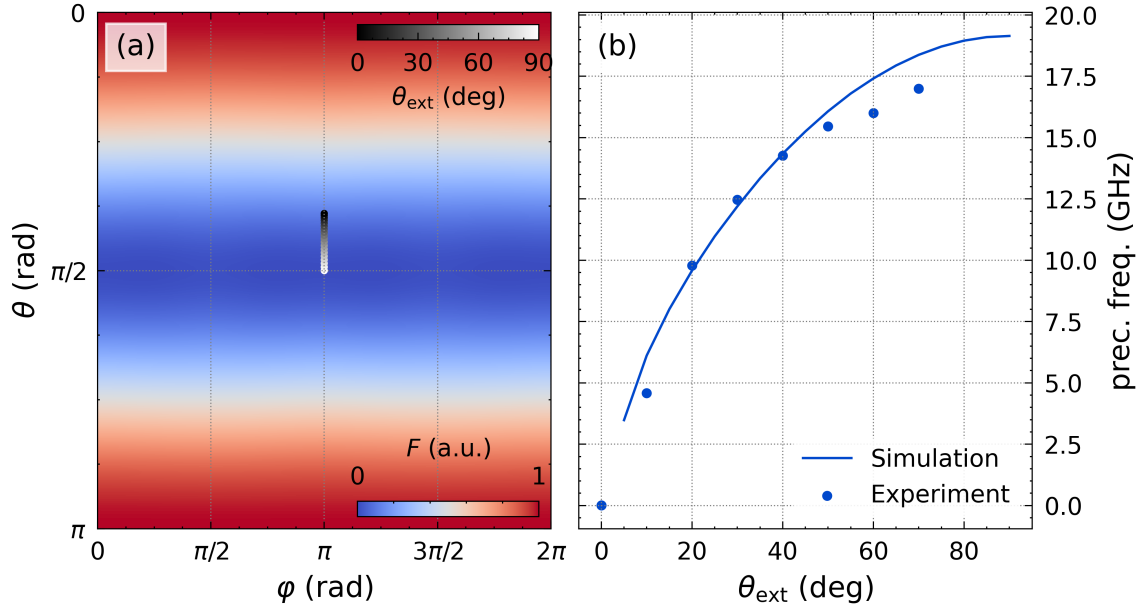 (a)
0 30 60 90
θext (deg)
F (a.u.)
0 1
0
π/2
π
θ (rad)
0 π/2 π 3π/2 2π
φ (rad)
(b)
20.0
17.5
15.0
12.5
10.0
7.5
5.0
2.5
0.0
prec. freq. (GHz)
Simulation
Experiment
0 20 40 60 80
θext (deg)